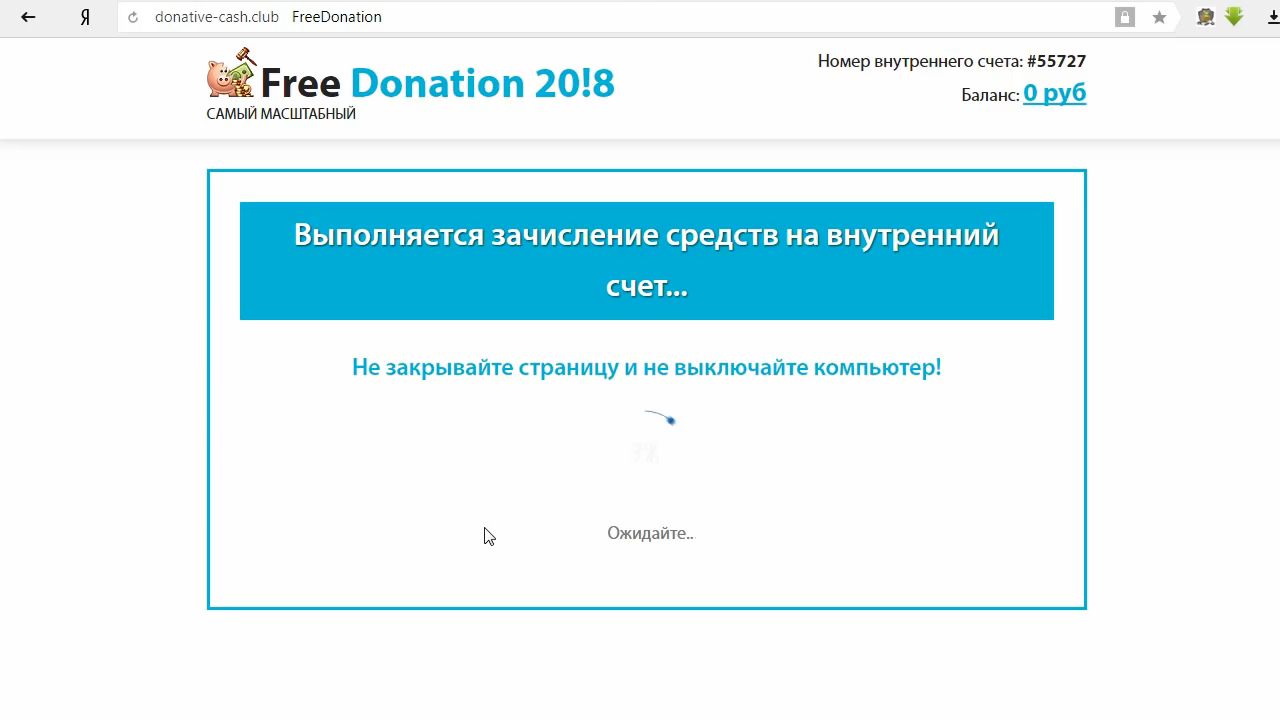 Я donative-cash.club FreeDonation
Free Donation 20!8
САМЫЙ МАСШТАБНЫЙ
Номер внутреннего счета: #55727
Баланс: 0 руб
Выполняется зачисление средств на внутренний
счет...
Не закрывайте страницу и не выключайте компьютер!
Ожидайте..